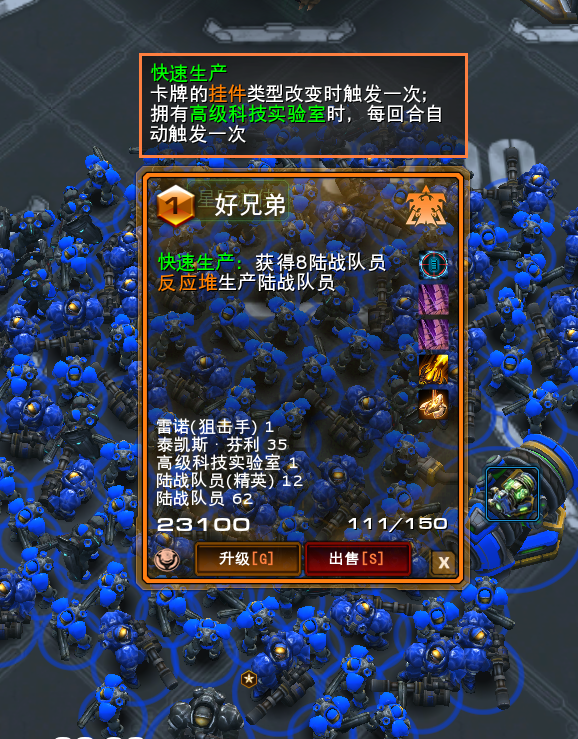 快速生产
卡牌的挂件类型改变时触发一次；
拥有高级科技实验室时，每回合自
动触发一次
1
好兄弟
快速生产：获得8陆战队员
反应堆生产陆战队员
雷诺(狙击手) 1
泰凯斯·芬利 35
高级科技实验室 1
陆战队员(精英) 12
陆战队员 62
23100
111/150
升级[G]
出售[S]
X